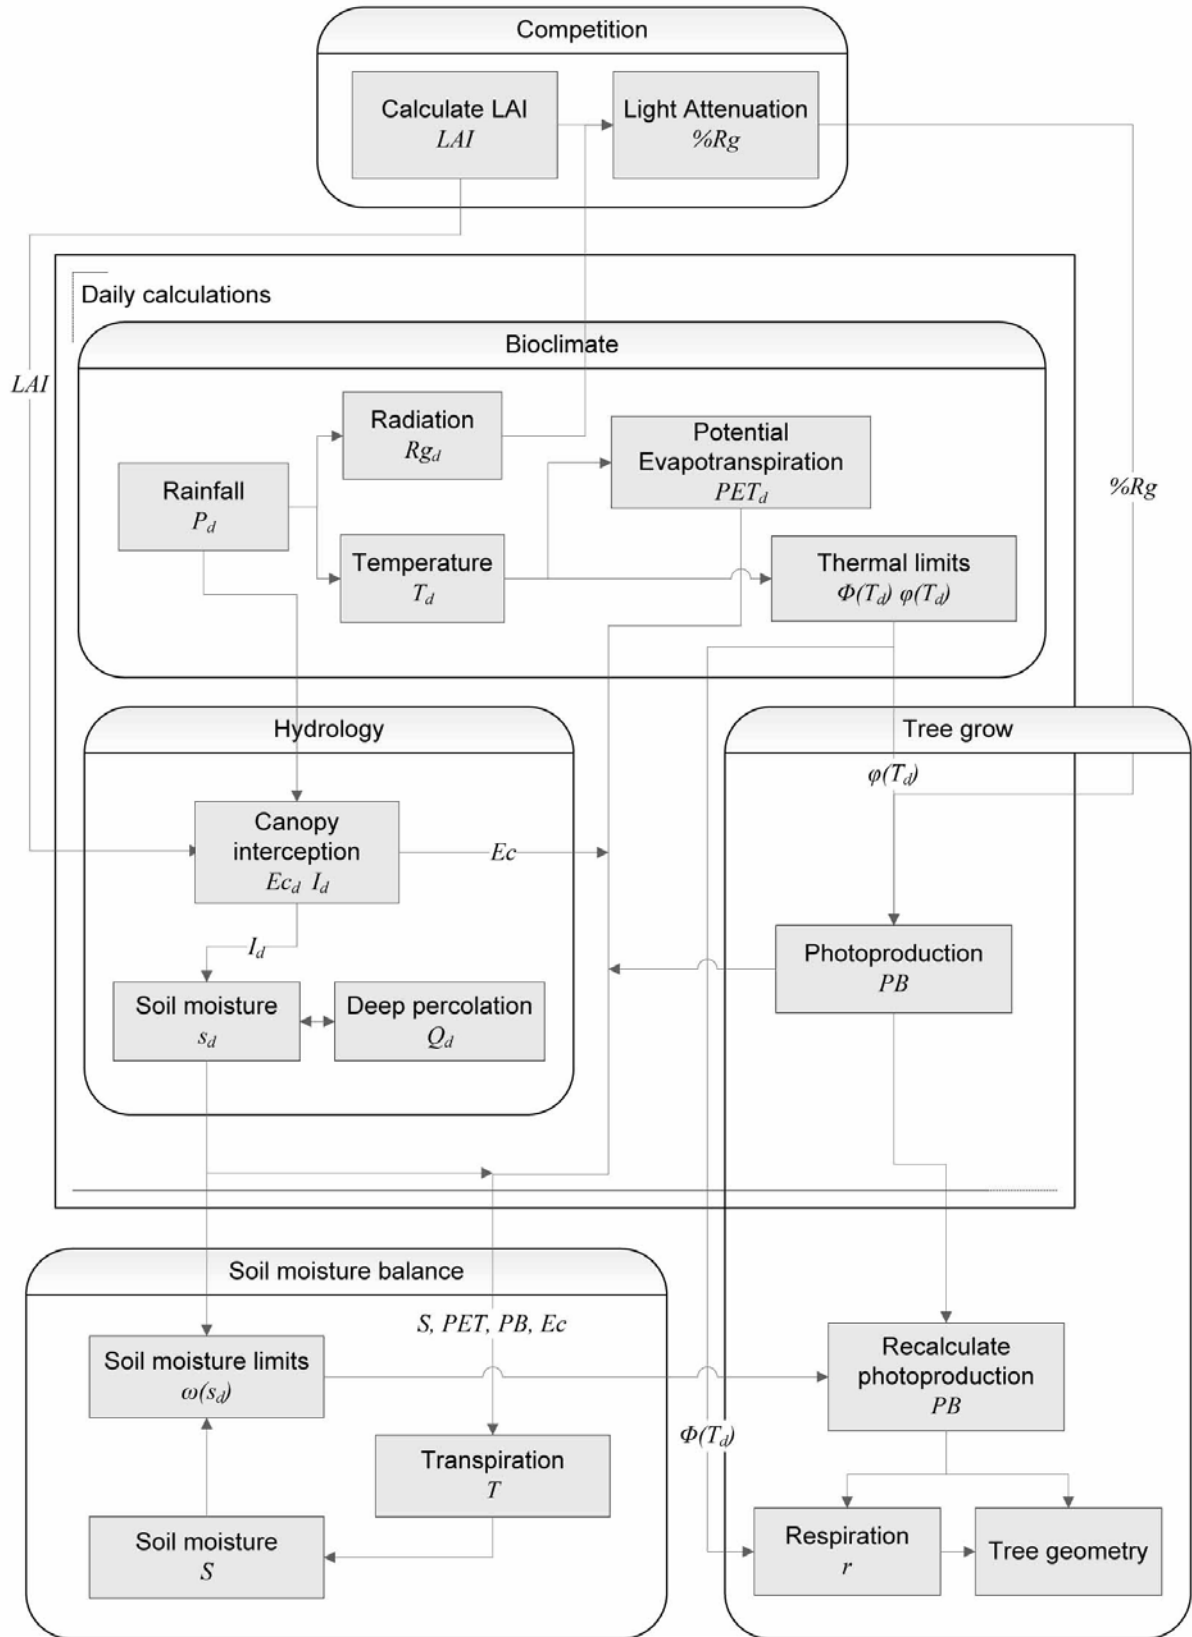 Competition
Calculate LAI
LAI
Light Attenuation
%Rg
Daily calculations
Bioclimate
LAI
Radiation
Rg_d
Potential
Evapotranspiration
PET_d
%Rg
Rainfall
P_d
Temperature
T_d
Thermal limits
Φ(T_d) φ(T_d)
Hydrology
Tree grow
φ(T_d)
Canopy
interception
Ec_d I_d
Ec
I_d
Photoproduction
PB
Soil moisture
s_d
Deep percolation
Q_d
Soil moisture balance
S, PET, PB, Ec
Soil moisture limits
ω(s_d)
Recalculate
photoproduction
PB
Φ(T_d)
Transpiration
T
Soil moisture
S
Respiration
r
Tree geometry